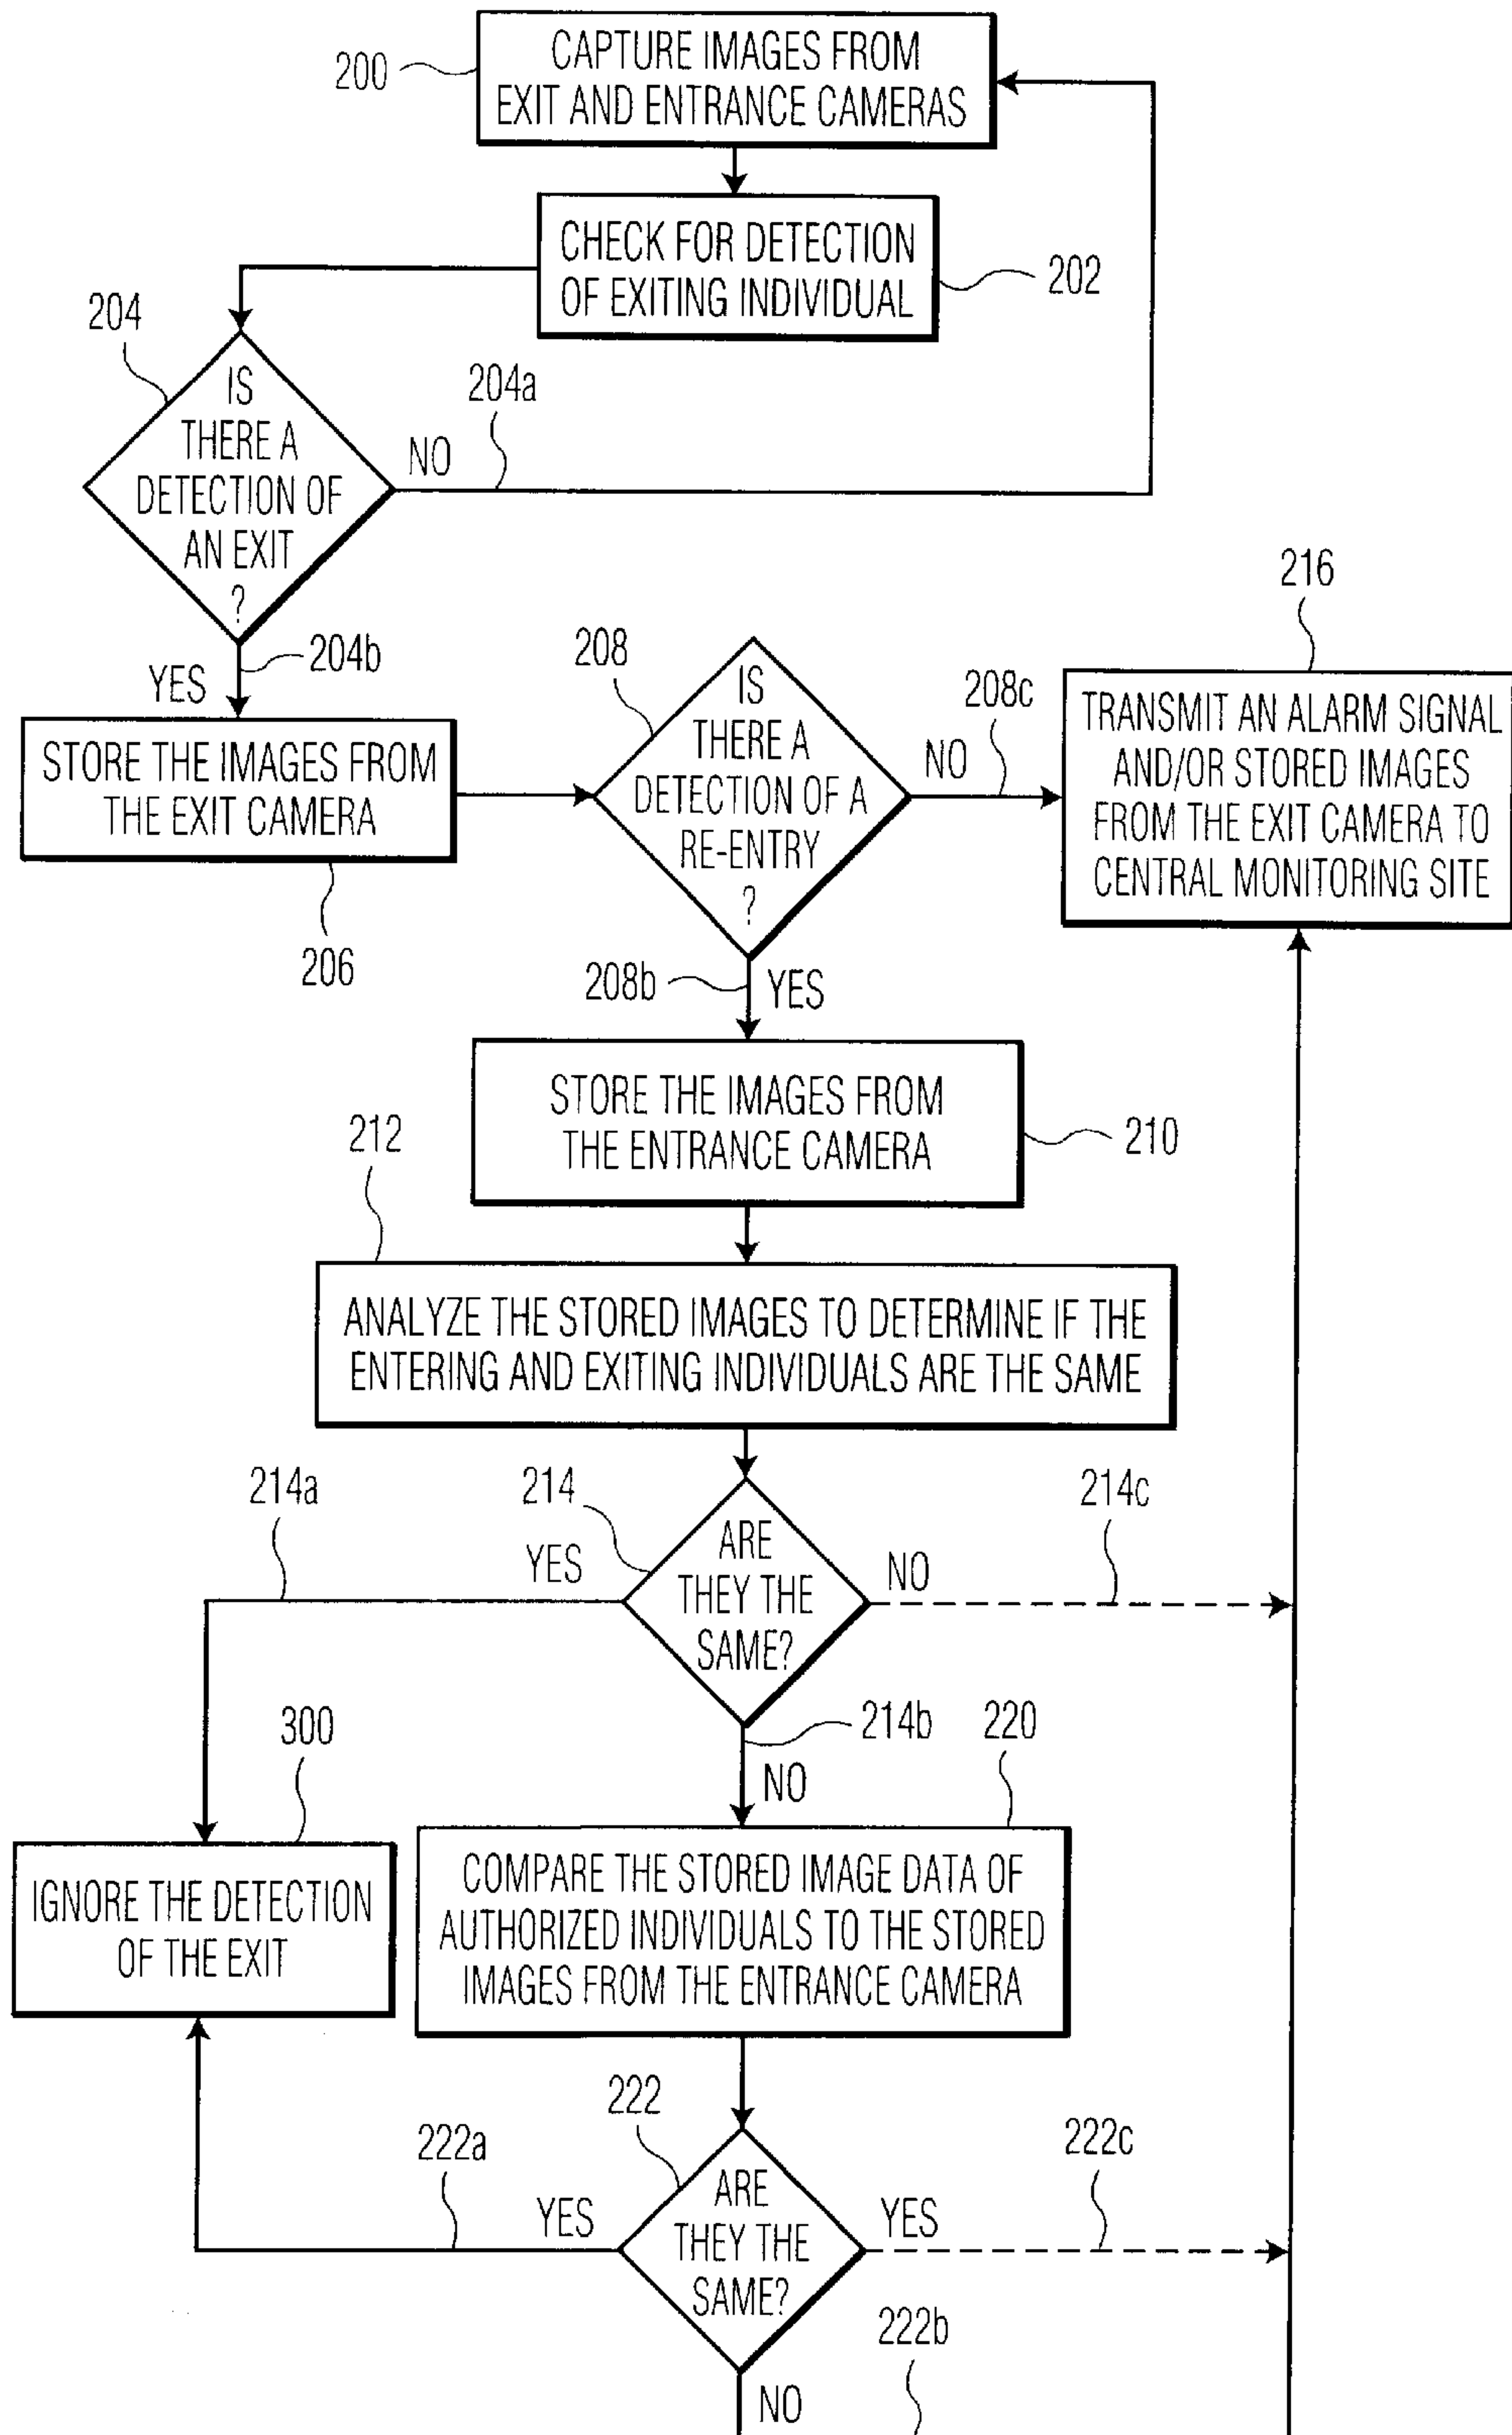 200
CAPTURE IMAGES FROM
EXIT AND ENTRANCE CAMERAS
CHECK FOR DETECTION
OF EXITING INDIVIDUAL
202
204
IS
THERE A
DETECTION OF
AN EXIT
?
204a
NO
204b
YES
STORE THE IMAGES FROM
THE EXIT CAMERA
206
208
IS
THERE A
DETECTION OF A
RE-ENTRY
?
208c
NO
216
TRANSMIT AN ALARM SIGNAL
AND/OR STORED IMAGES
FROM THE EXIT CAMERA TO
CENTRAL MONITORING SITE
208b
YES
STORE THE IMAGES FROM
THE ENTRANCE CAMERA
210
212
ANALYZE THE STORED IMAGES TO DETERMINE IF THE
ENTERING AND EXITING INDIVIDUALS ARE THE SAME
214a
214
214c
YES
ARE
THEY THE
SAME?
NO
214b
NO
300
IGNORE THE DETECTION
OF THE EXIT
220
COMPARE THE STORED IMAGE DATA OF
AUTHORIZED INDIVIDUALS TO THE STORED
IMAGES FROM THE ENTRANCE CAMERA
222a
222
222c
YES
ARE
THEY THE
SAME?
YES
222b
NO